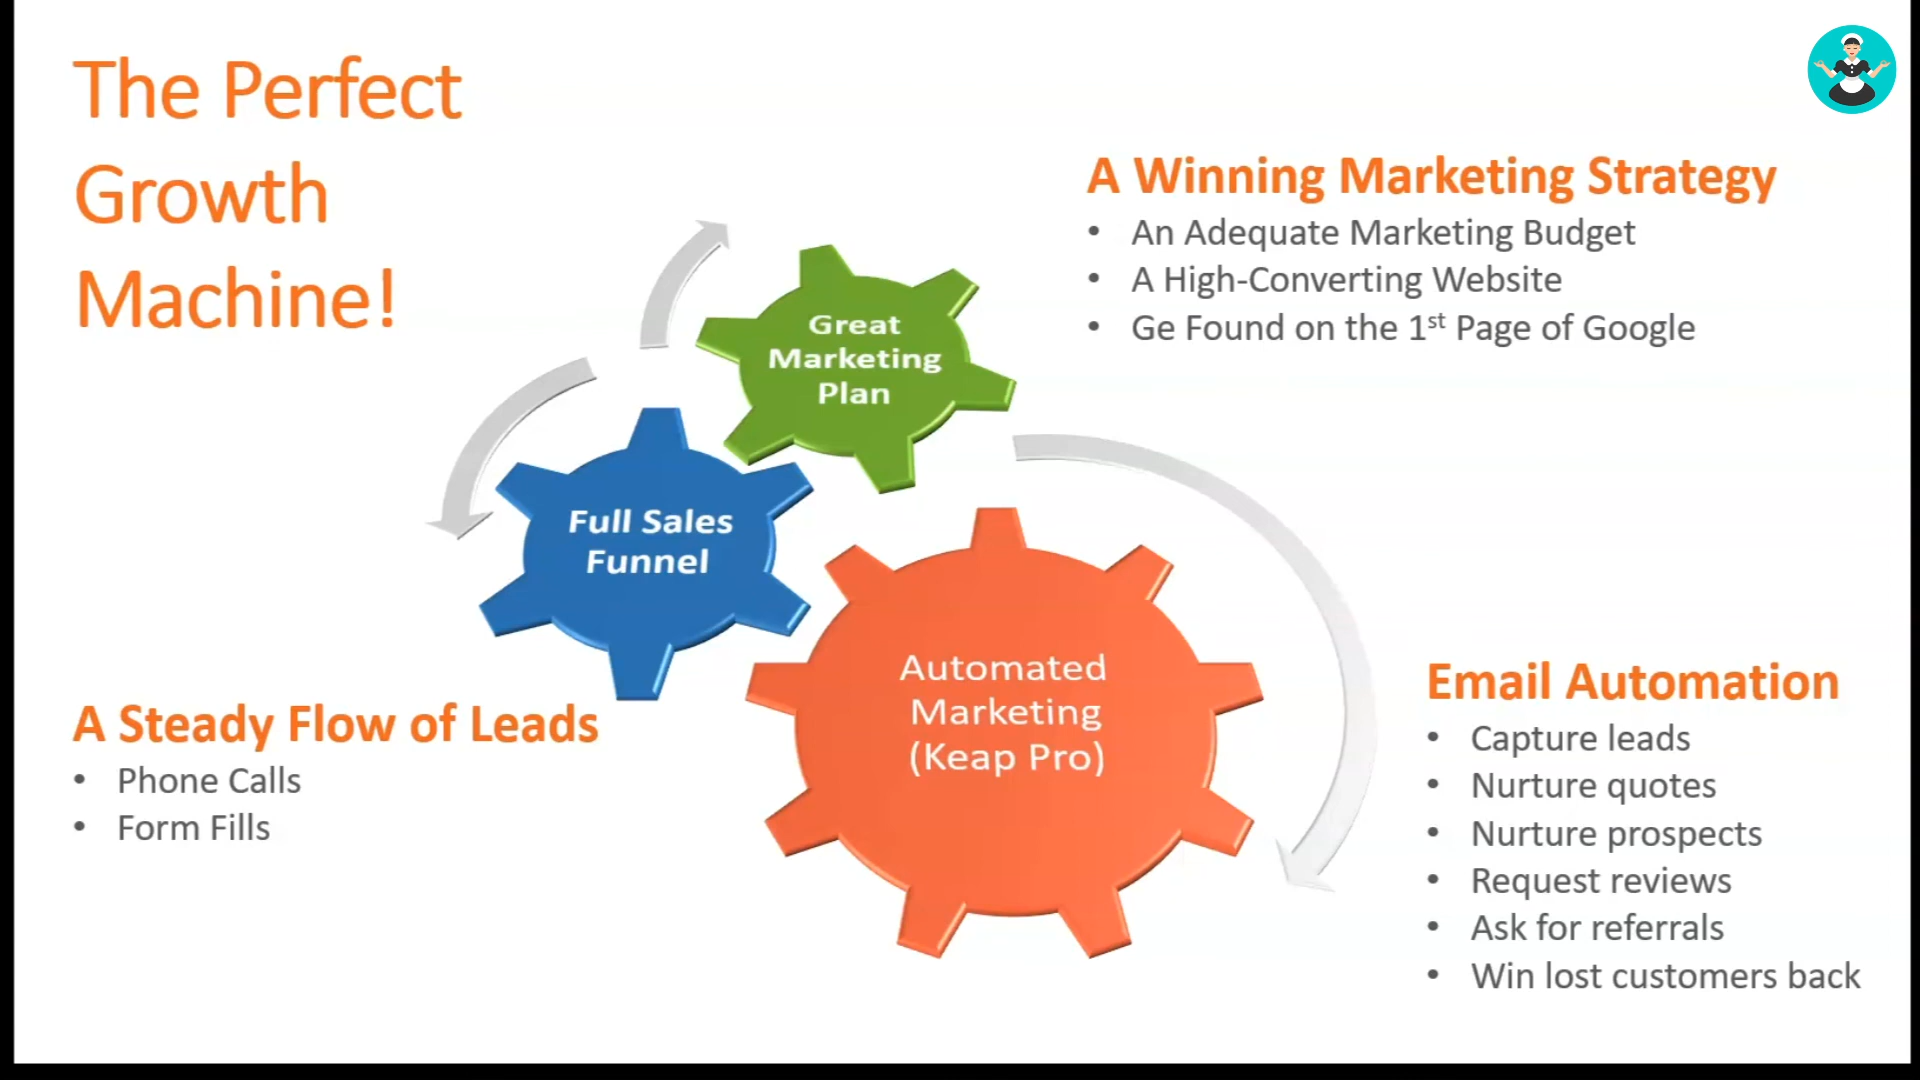 The Perfect
Growth
Machine!
A Winning Marketing Strategy
• An Adequate Marketing Budget
• A High-Converting Website
• Ge Found on the 1st Page of Google
Great
Marketing
Plan
Full Sales
Funnel
Automated
Marketing
(Keap Pro)
A Steady Flow of Leads
• Phone Calls
• Form Fills
Email Automation
• Capture leads
• Nurture quotes
• Nurture prospects
• Request reviews
• Ask for referrals
• Win lost customers back